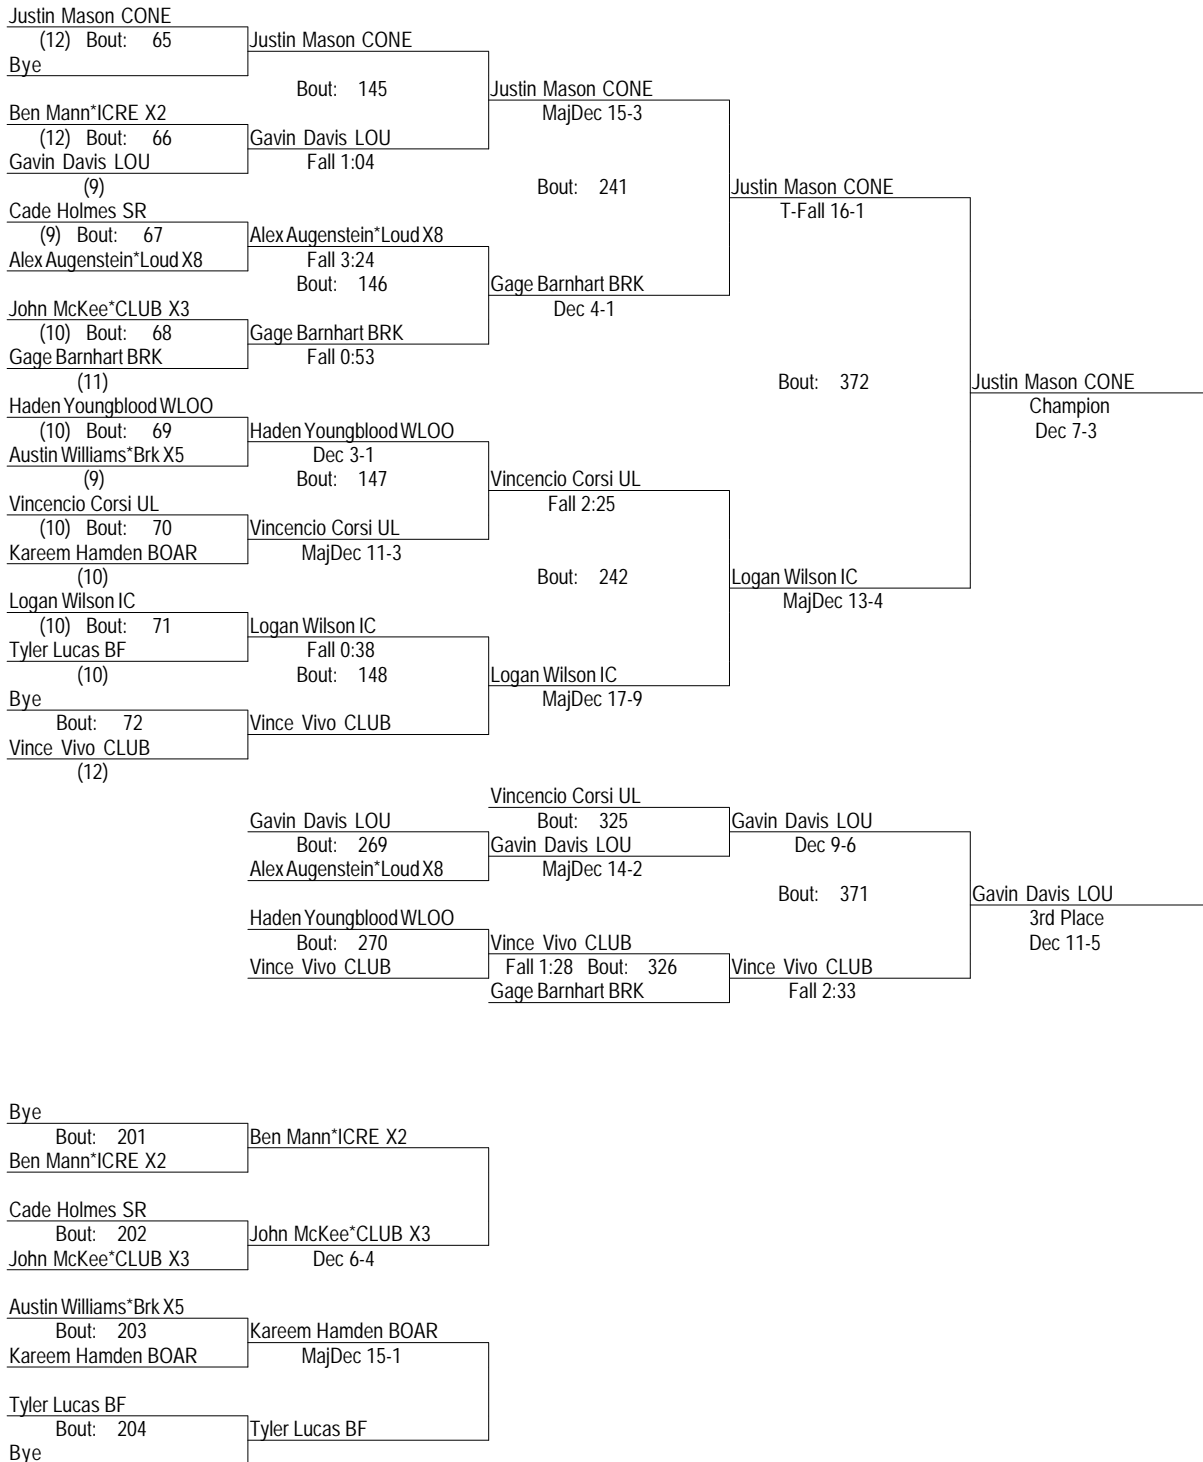 Justin Mason CONE
(12) Bout: 65 Justin Mason CONE
Bye
Bout: 145 Justin Mason CONE
Ben Mann*ICRE X2 MajDec 15-3
(12) Bout: 66 Gavin Davis LOU
Gavin Davis LOU Fall 1:04
(9) Bout: 241 Justin Mason CONE
Cade Holmes SR T-Fall 16-1
(9) Bout: 67 Alex Augenstein*Loud X8
Alex Augenstein*Loud X8 Fall 3:24
Bout: 146 Gage Barnhart BRK
John McKee*CLUB X3 Dec 4-1
(10) Bout: 68 Gage Barnhart BRK
Gage Barnhart BRK Fall 0:53
(11) Bout: 372 Justin Mason CONE
Haden Youngblood WLOO Champion
(10) Bout: 69 Haden Youngblood WLOO Dec 7-3
Austin Williams*Brk X5 Dec 3-1
(9) Bout: 147 Vincencio Corsi UL
Vincencio Corsi UL Fall 2:25
(10) Bout: 70 Vincencio Corsi UL
Kareem Hamden BOAR MajDec 11-3
(10) Bout: 242 Logan Wilson IC
Logan Wilson IC MajDec 13-4
(10) Bout: 71 Logan Wilson IC
Tyler Lucas BF Fall 0:38
(10) Bout: 148 Logan Wilson IC
Bye MajDec 17-9
Bout: 72 Vince Vivo CLUB
Vince Vivo CLUB
(12)
Vincencio Corsi UL
Gavin Davis LOU Bout: 325 Gavin Davis LOU
Bout: 269 Gavin Davis LOU Dec 9-6
Alex Augenstein*Loud X8 MajDec 14-2
Bout: 371 Gavin Davis LOU
Haden Youngblood WLOO 3rd Place
Bout: 270 Vince Vivo CLUB Dec 11-5
Vince Vivo CLUB Fall 1:28 Bout: 326 Vince Vivo CLUB
Gage Barnhart BRK Fall 2:33
Bye
Bout: 201 Ben Mann*ICRE X2
Ben Mann*ICRE X2
Cade Holmes SR
Bout: 202 John McKee*CLUB X3
John McKee*CLUB X3 Dec 6-4
Austin Williams*Brk X5
Bout: 203 Kareem Hamden BOAR
Kareem Hamden BOAR MajDec 15-1
Tyler Lucas BF
Bout: 204 Tyler Lucas BF
Bye